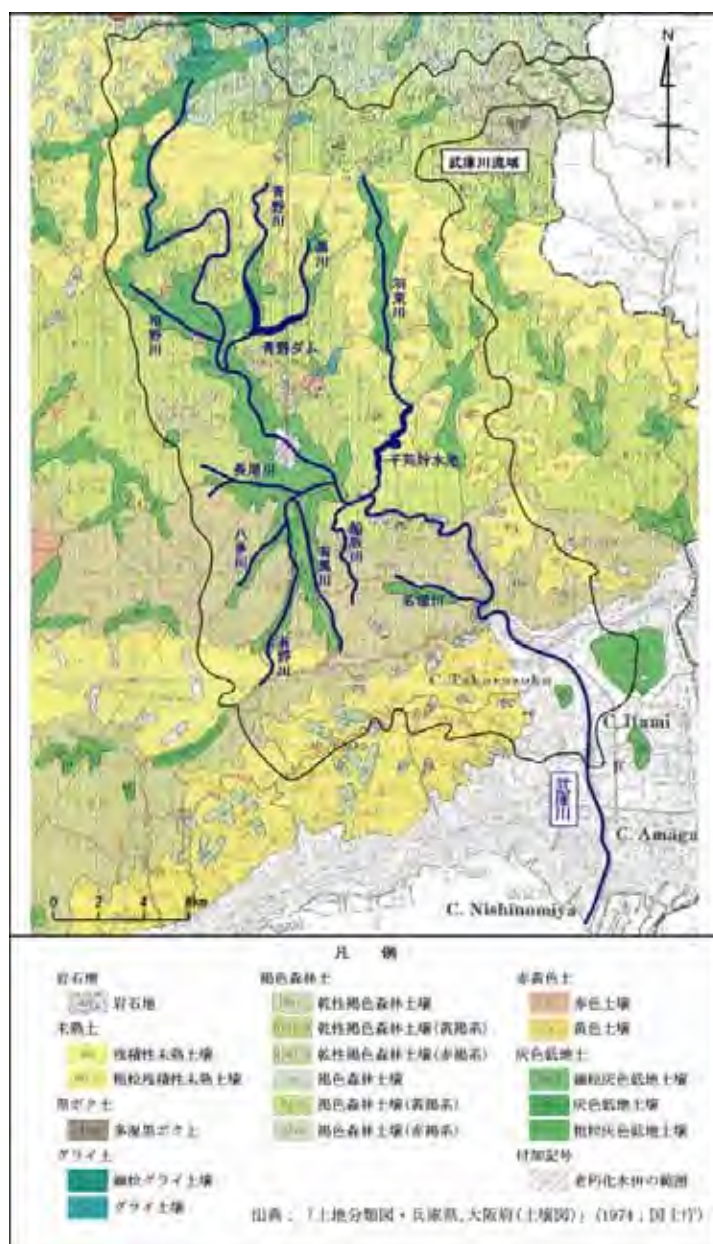 N
武庫川流域
青野川
黒川
羽束川
相野川
青野ダム
千苅貯水池
長尾川
八多川
有馬川
船坂川
名塩川
有野川
C. Takarazuka
C. Itami
武庫川
C. Amaga
C. Nishinomiya
0 2 4 6 8km
凡 例
岩石地
岩石地
未熟土
残積性未熟土壌
粗粒残積性未熟土壌
黒ボク土
多湿黒ボク土
グライ土
細粒グライ土壌
グライ土壌
褐色森林土
乾性褐色森林土壌
乾性褐色森林土壌(黄褐系)
乾性褐色森林土壌(赤褐系)
褐色森林土壌
褐色森林土壌(黄褐系)
褐色森林土壌(赤褐系)
赤黄色土
赤色土壌
黄色土壌
灰色低地土
細粒灰色低地土壌
灰色低地土壌
粗粒灰色低地土壌
付加記号
老朽化水田の範囲
出典:「土地分類図・兵庫県,大阪府(土壌図)」(1974;国土庁)